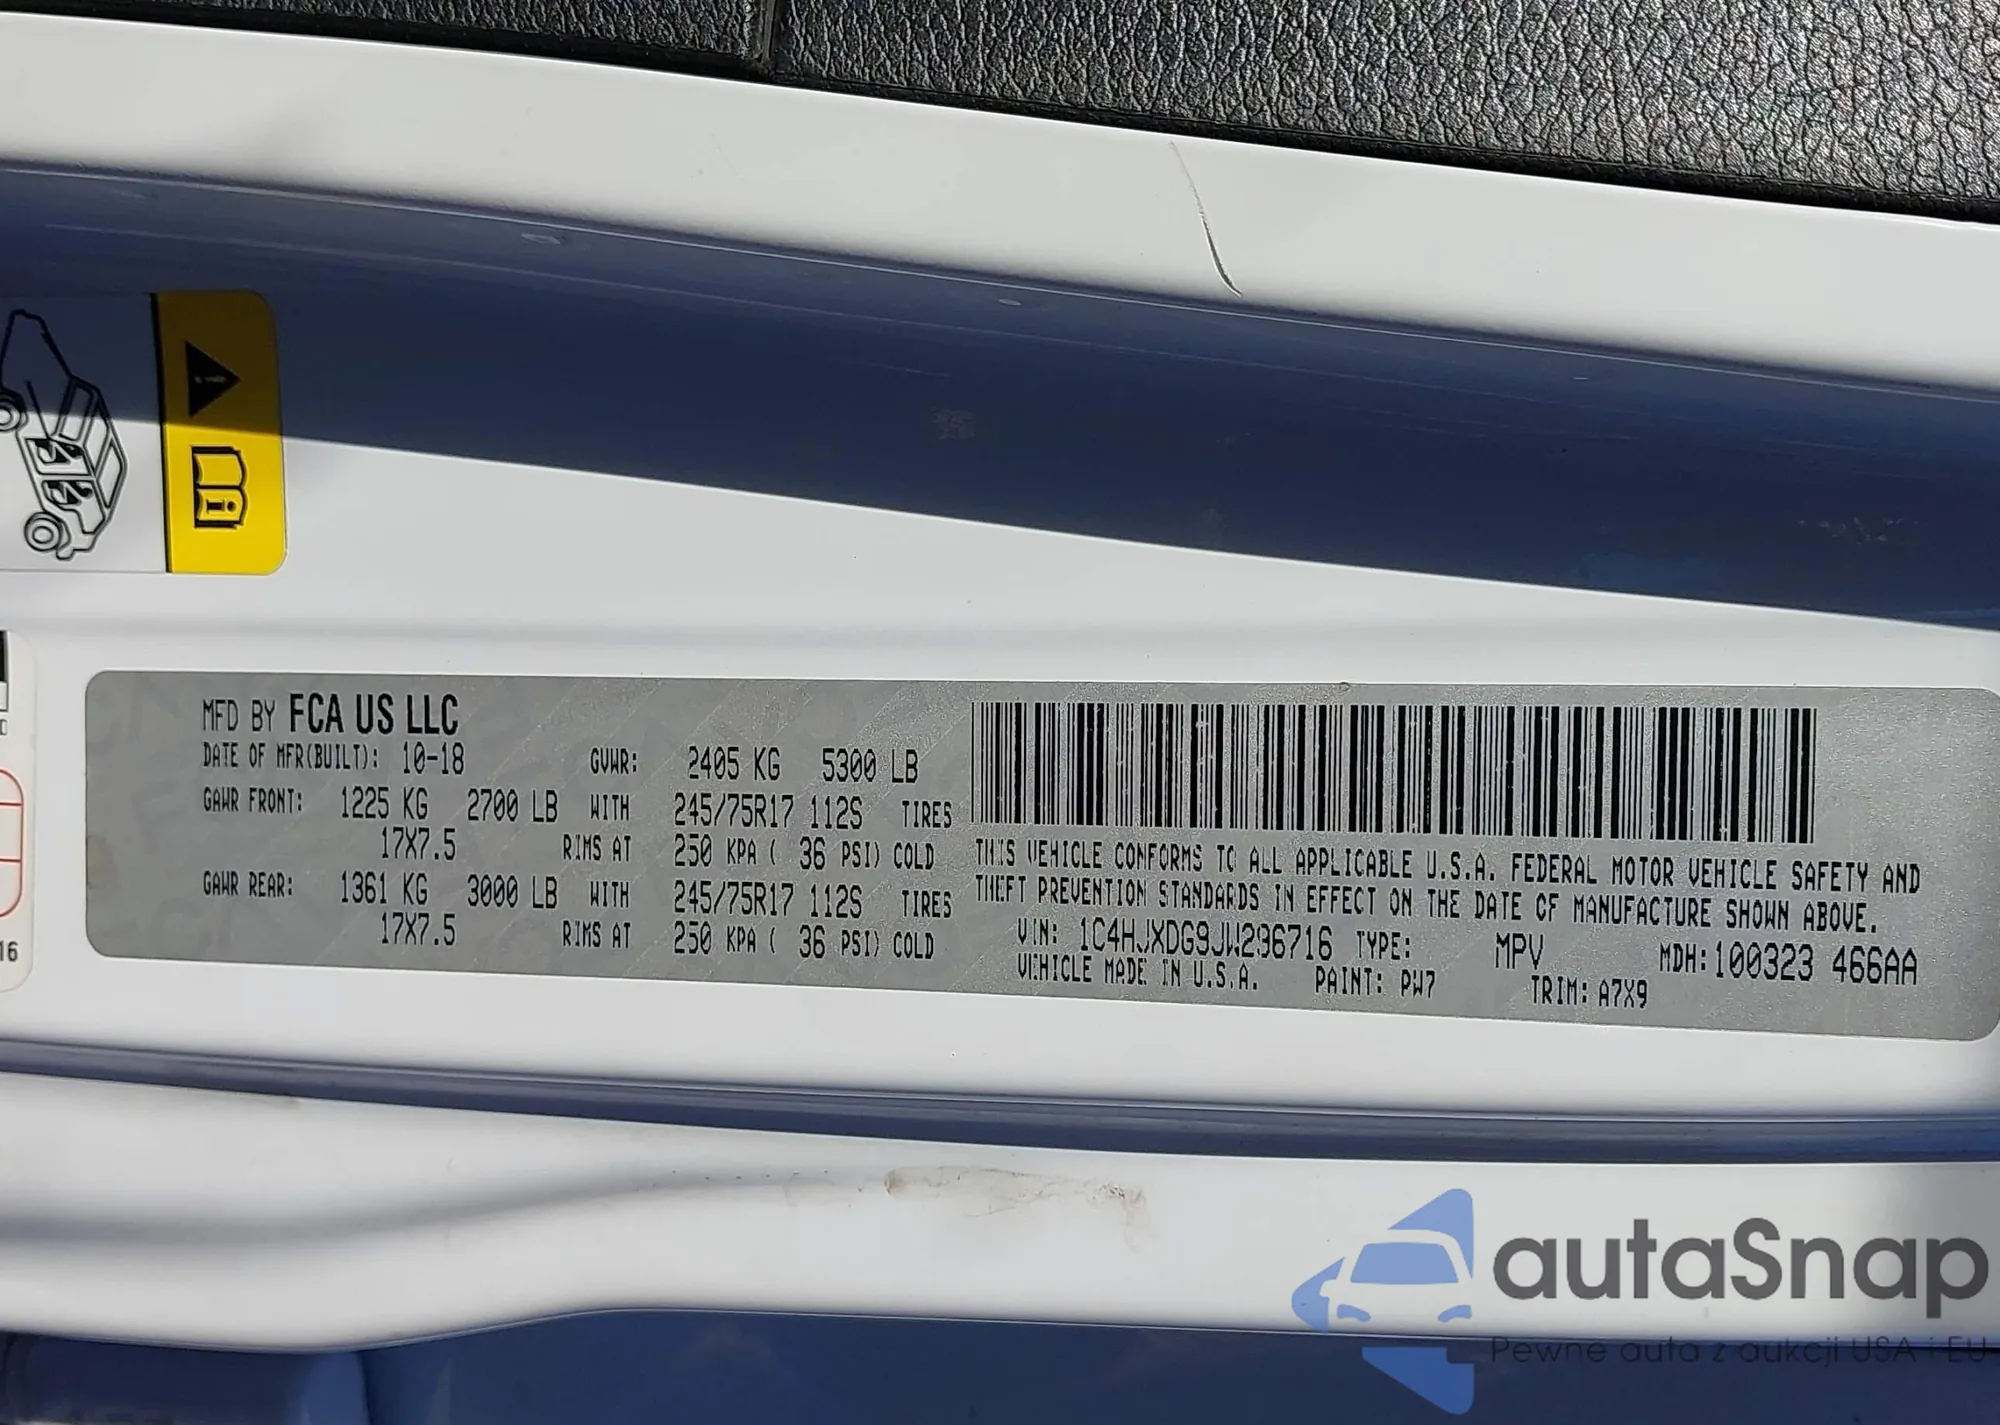 MFD BY FCA US LLC
DATE OF MFR(BUILT): 10-18 GVWR: 2405 KG 5300 LB
GAWR FRONT: 1225 KG 2700 LB WITH 245/75R17 112S TIRES
17X7.5 RIMS AT 250 KPA ( 36 PSI) COLD
GAWR REAR: 1361 KG 3000 LB WITH 245/75R17 112S TIRES
17X7.5 RIMS AT 250 KPA ( 36 PSI) COLD
THIS VEHICLE CONFORMS TO ALL APPLICABLE U.S.A. FEDERAL MOTOR VEHICLE SAFETY AND
THEFT PREVENTION STANDARDS IN EFFECT ON THE DATE OF MANUFACTURE SHOWN ABOVE.
VIN: 1C4HJXDG9JW296716 TYPE: MPV MDH: 100323 466AA
VEHICLE MADE IN U.S.A. PAINT: PW7 TRIM: A7X9
16
autaSnap
Pewne auta z aukcji USA i EU